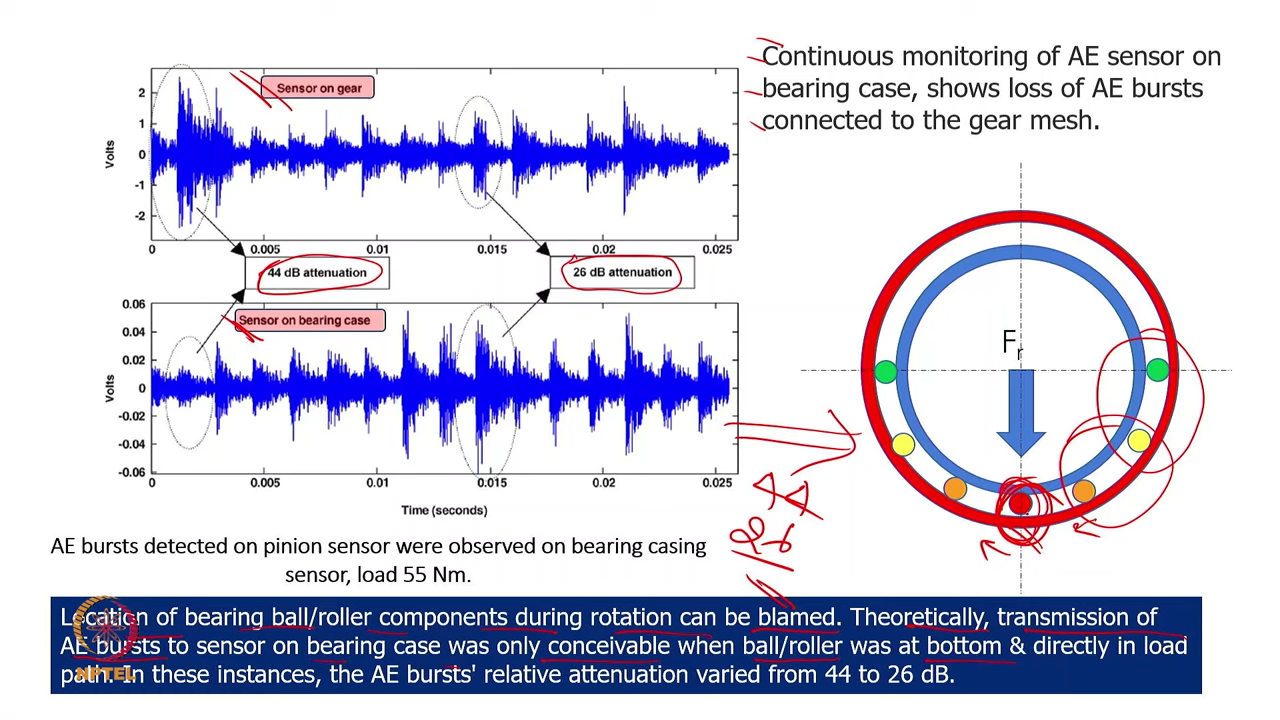 Continuous monitoring of AE sensor on
bearing case, shows loss of AE bursts
connected to the gear mesh.
Sensor on gear
Volts
2
1
0
-1
-2
0 0.005 0.01 0.015 0.02 0.025
44 dB attenuation
26 dB attenuation
Sensor on bearing case
Volts
0.06
0.04
0.02
0
-0.02
-0.04
-0.06
0 0.005 0.01 0.015 0.02 0.025
Time (seconds)
Fr
44
26
AE bursts detected on pinion sensor were observed on bearing casing
sensor, load 55 Nm.
Location of bearing ball/roller components during rotation can be blamed. Theoretically, transmission of
AE bursts to sensor on bearing case was only conceivable when ball/roller was at bottom & directly in load
path. In these instances, the AE bursts' relative attenuation varied from 44 to 26 dB.
NPTEL